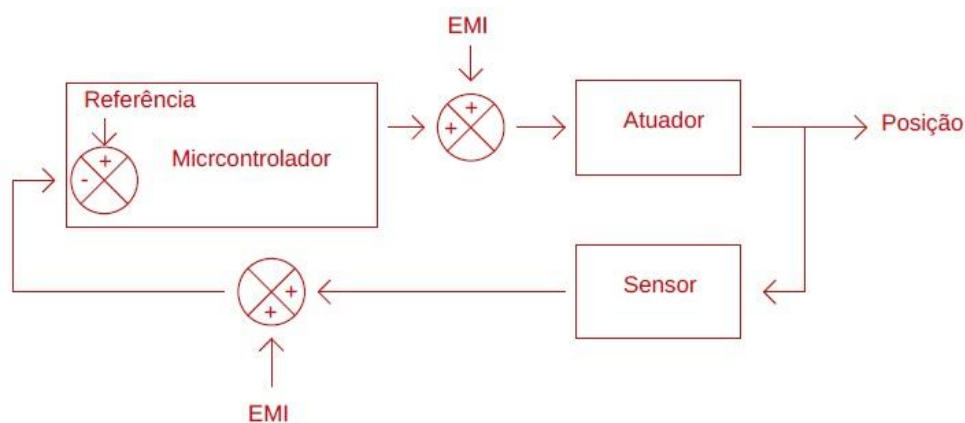 EMI
Referência
+
-
Micrcontrolador
+
+
Atuador
Posição
Sensor
+
+
EMI